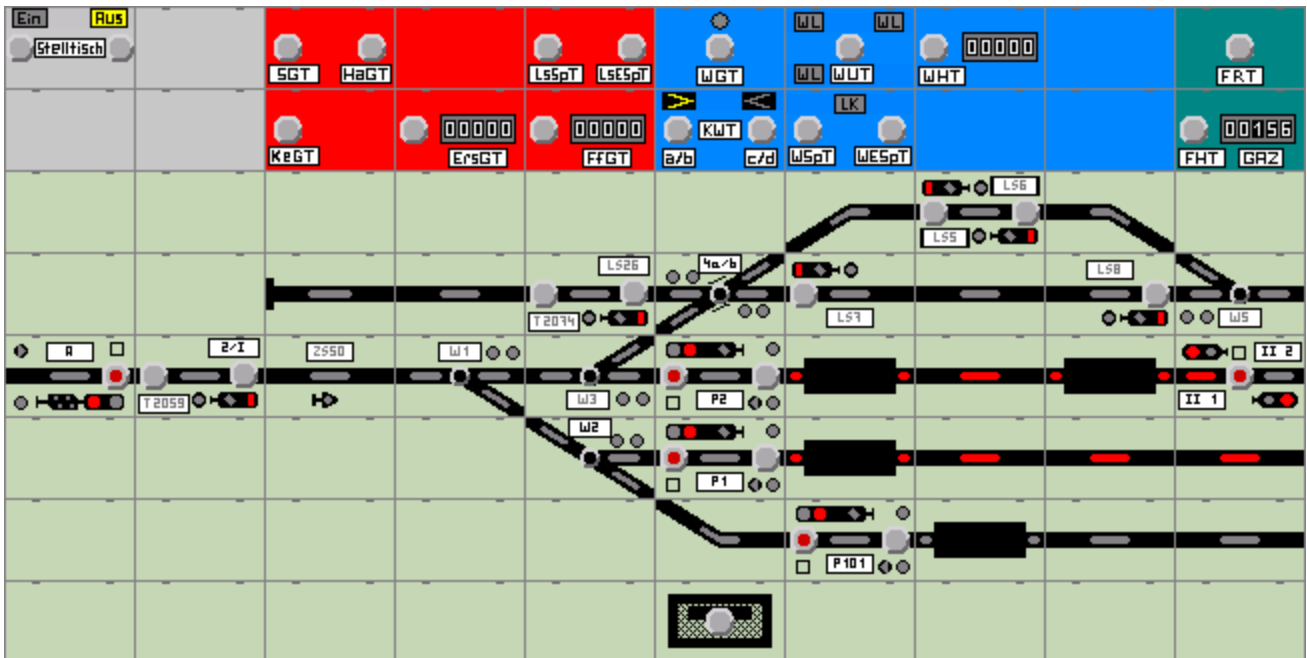 Ein Aus
Stelltisch
SGT HaGT LsSpT LsESpT WGT WL WL WL WUT WHT 00000 FRT
KeGT 00000 ErsGT 00000 FfGT KWT a/b c/d LK WSpT WESpT 00156 FHT GAZ
LS6
LS5
LS26 4a/b LS8
T2074 LS7 W5
A 2/I ZS50 W1 II 2
T2059 W3 P2 II 1
W2
P1
P101